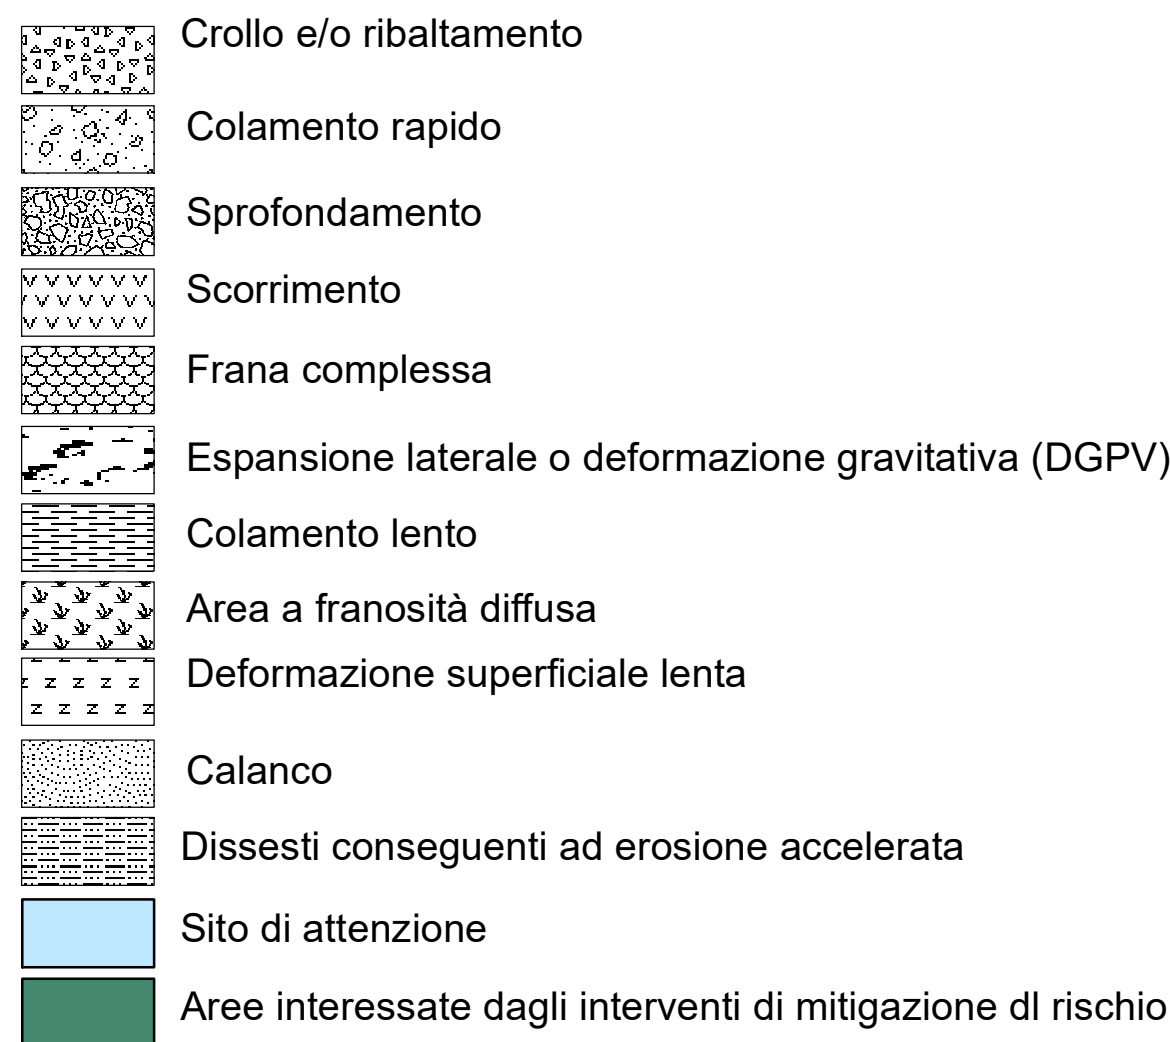 Crollo e/o ribaltamento
Colamento rapido
Sprofondamento
Scorrimento
Frana complessa
Espansione laterale o deformazione gravitativa (DGPV)
Colamento lento
Area a franosità diffusa
Deformazione superficiale lenta
Calanco
Dissesti conseguenti ad erosione accelerata
Sito di attenzione
Aree interessate dagli interventi di mitigazione dl rischio